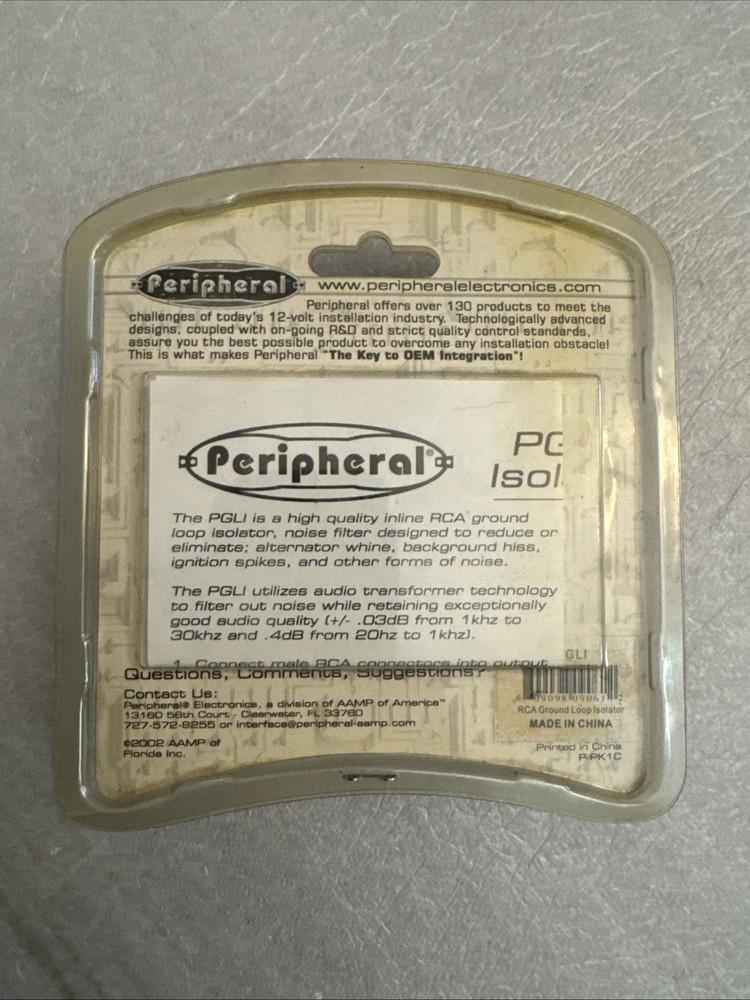 Peripheral
www.peripheralelectronics.com
Peripheral offers over 130 products to meet the
challenges of today's 12-volt installation industry. Technologically advanced
designs, coupled with on-going R&D and strict quality control standards,
assure you the best possible product to overcome any installation obstacle!
This is what makes Peripheral "The Key to OEM Integration"!
Peripheral®
PG
Isol
The PGLI is a high quality inline RCA ground
loop isolator, noise filter designed to reduce or
eliminate; alternator whine, background hiss,
ignition spikes, and other forms of noise.
The PGLI utilizes audio transformer technology
to filter out noise while retaining exceptionally
good audio quality (+/- .03dB from 1khz to
30khz and .4dB from 20hz to 1khz).
1. Connect male RCA connectors into output
Questions, Comments, Suggestions?
Contact Us:
Peripheral® Electronics, a division of AAMP of America™
13160 56th Court - Clearwater, FL 33760
727-572-9255 or interface@peripheral-aamp.com
©2002 AAMP of
Florida Inc.
GLI
RCA Ground Loop Isolator
MADE IN CHINA
Printed in China
P-PK1C